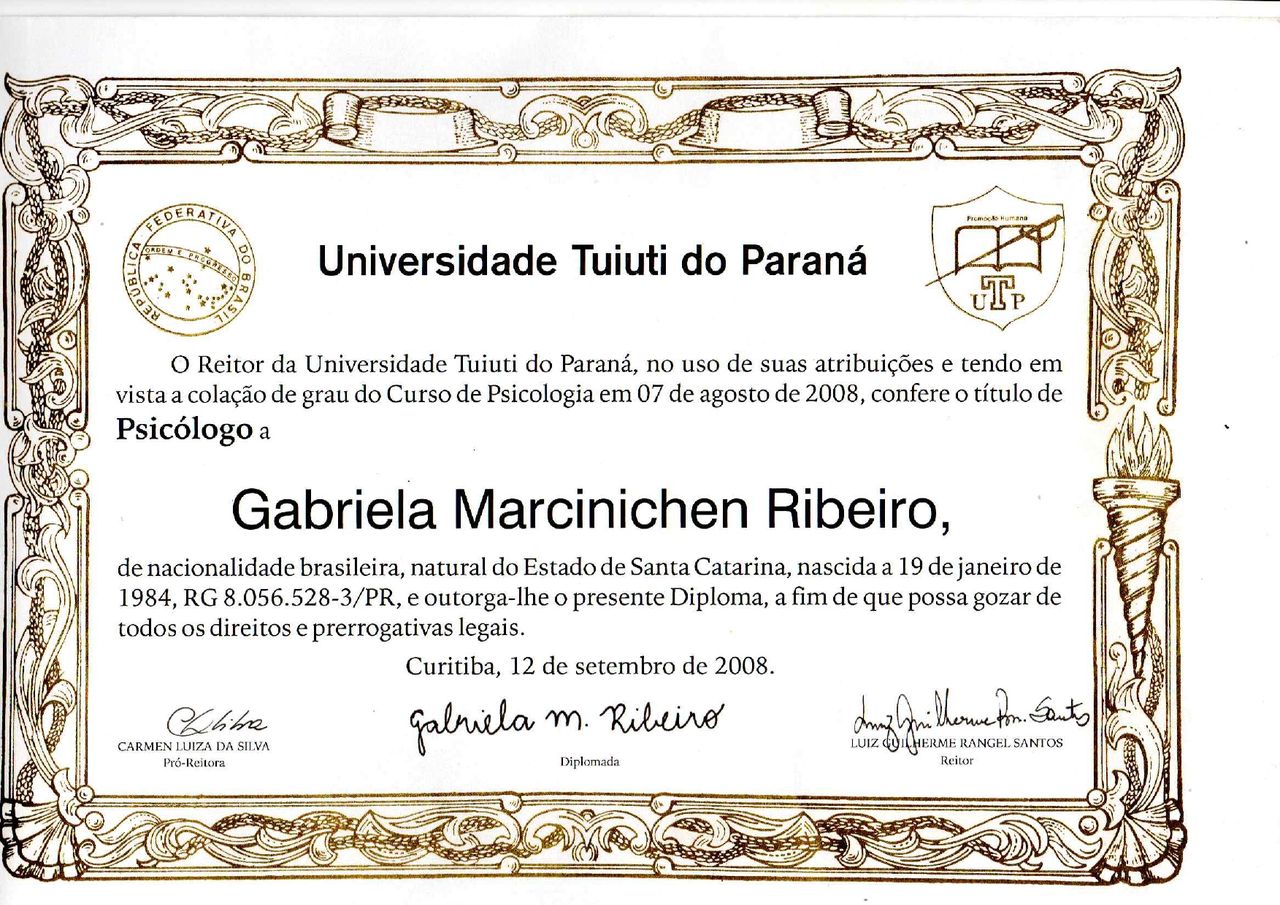 REPÚBLICA FEDERATIVA DO BRASIL
ORDEM E PROGRESSO
Universidade Tuiuti do Paraná
Promoção Humana
UTP
O Reitor da Universidade Tuiuti do Paraná, no uso de suas atribuições e tendo em
vista a colação de grau do Curso de Psicologia em 07 de agosto de 2008, confere o título de
Psicólogo a
Gabriela Marcinichen Ribeiro,
de nacionalidade brasileira, natural do Estado de Santa Catarina, nascida a 19 de janeiro de
1984, RG 8.056.528-3/PR, e outorga-lhe o presente Diploma, a fim de que possa gozar de
todos os direitos e prerrogativas legais.
Curitiba, 12 de setembro de 2008.
Gabriela M. Ribeiro
CARMEN LUIZA DA SILVA
Pró-Reitora
Diplomada
LUIZ GUILHERME RANGEL SANTOS
Reitor